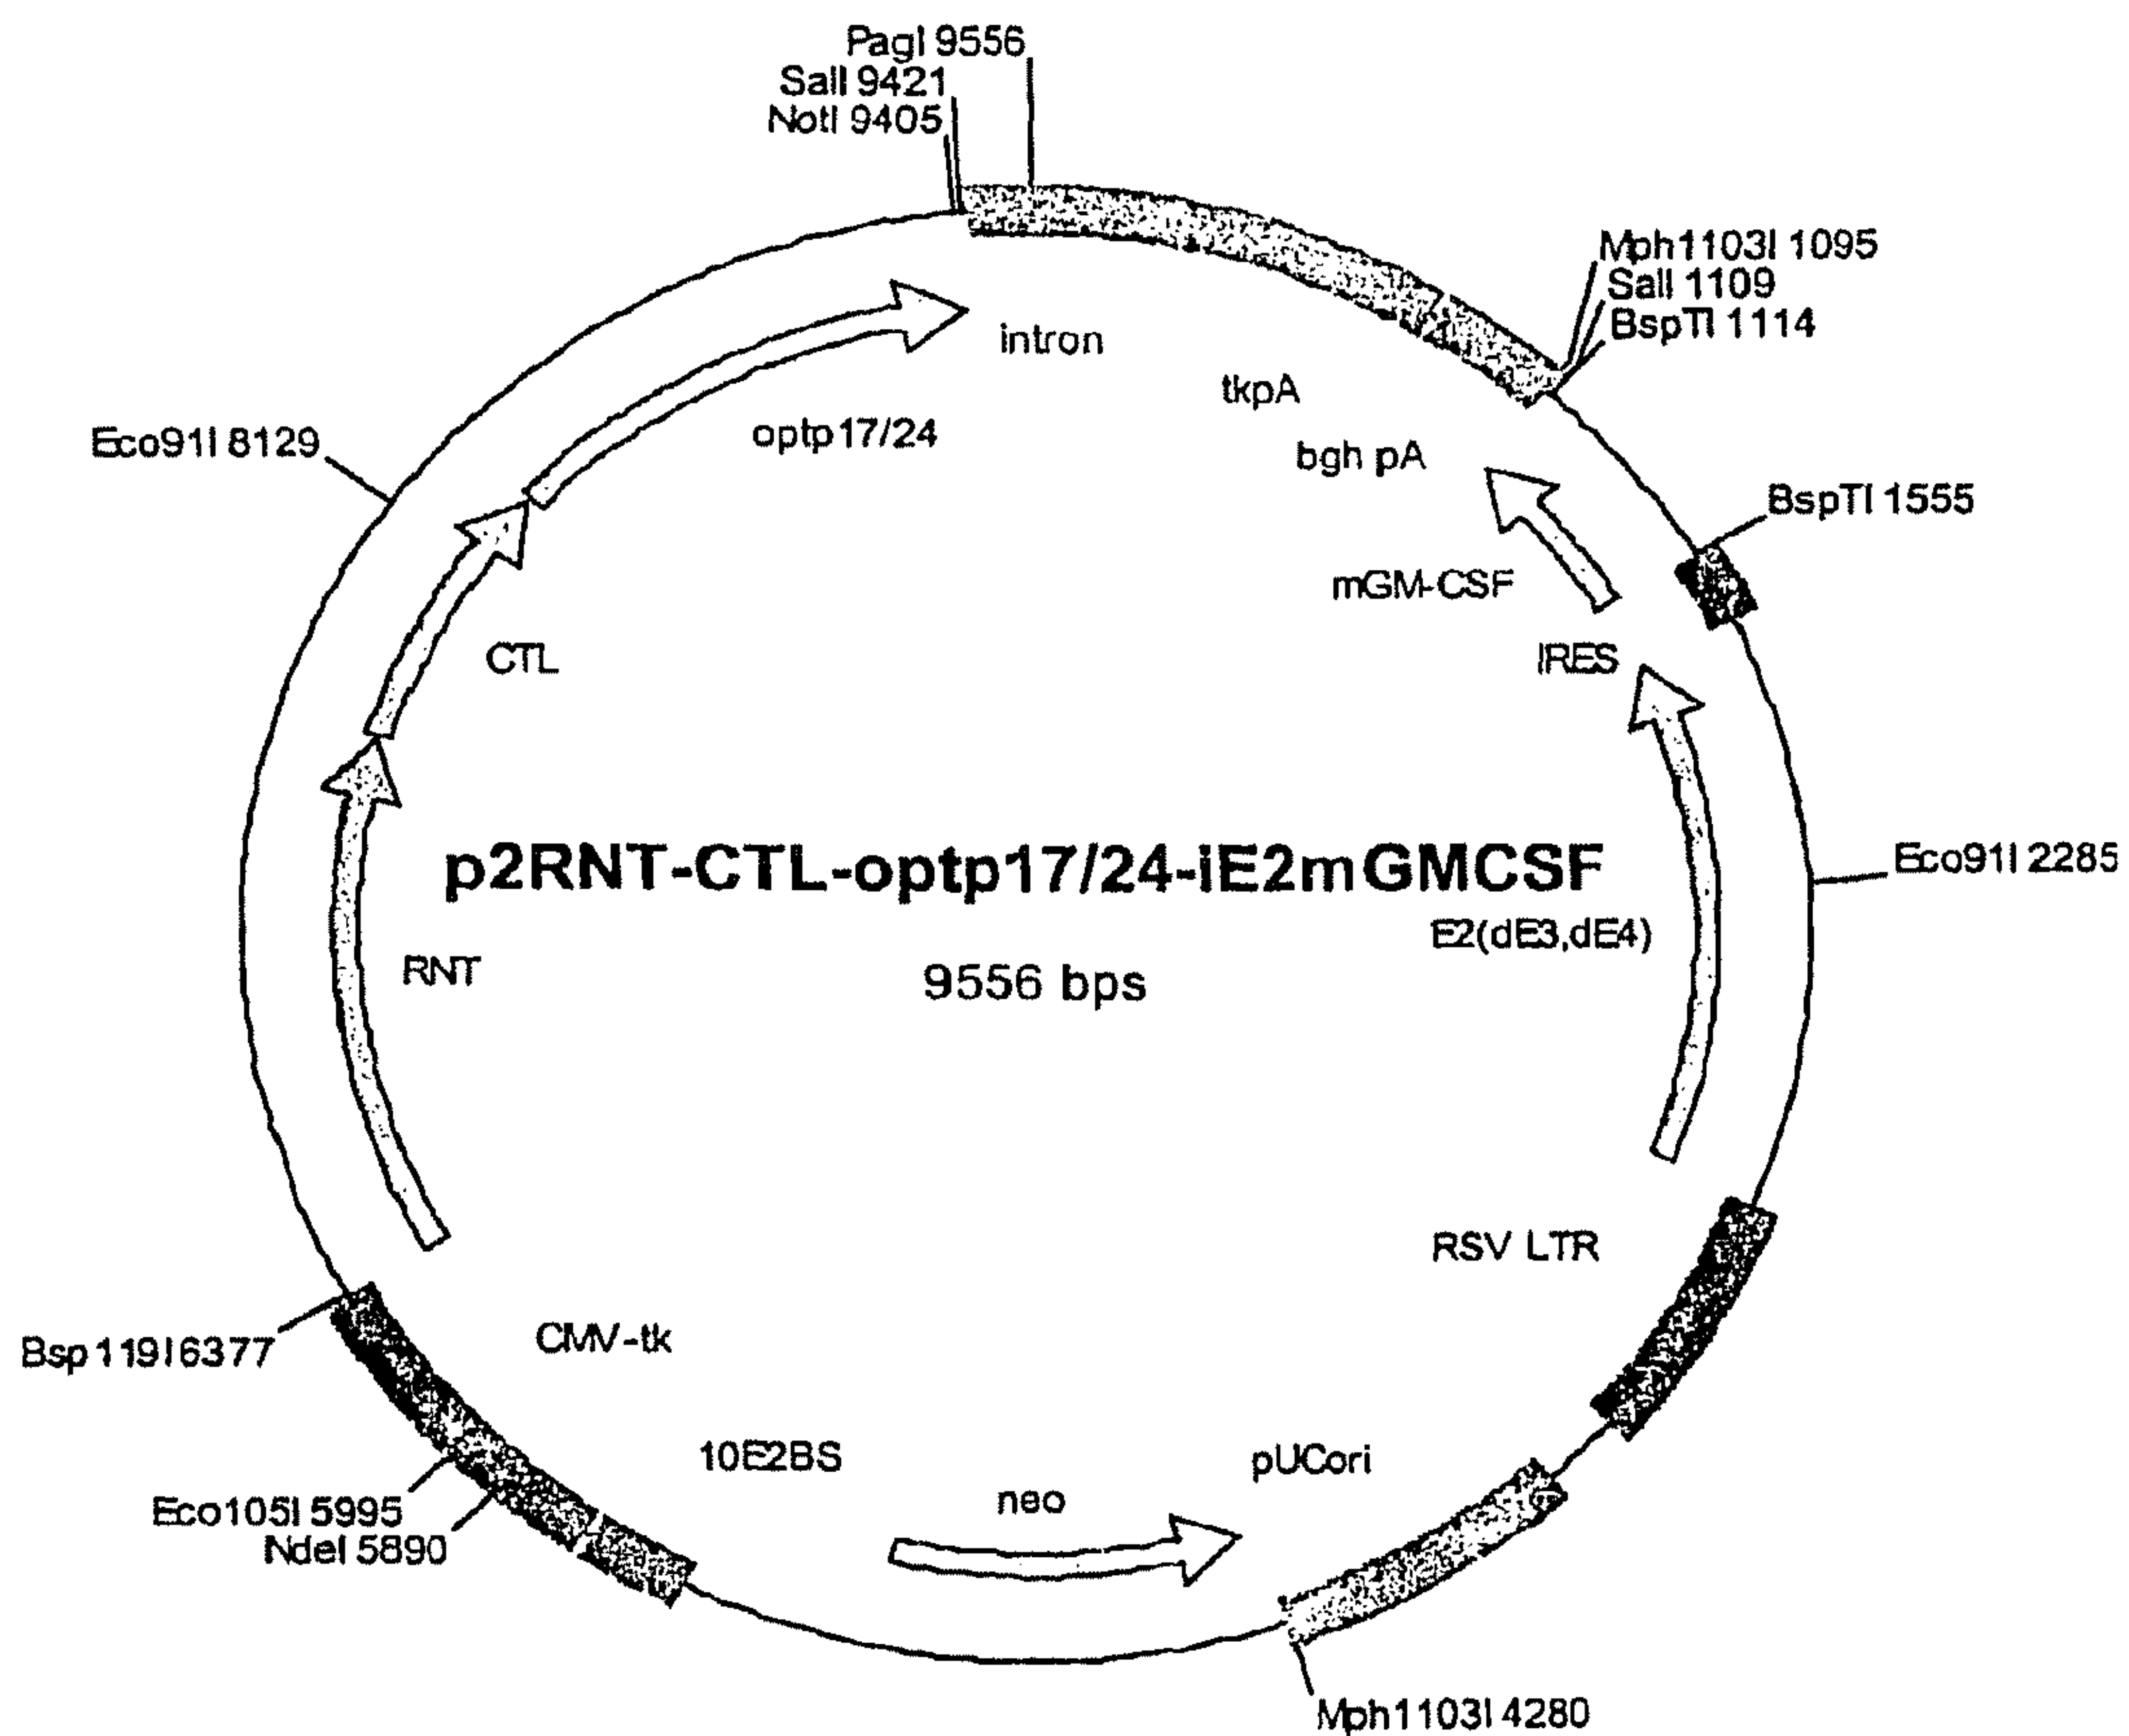 PagI 9556
SalI 9421
NotI 9405
Mph1103I 1095
SalI 1109
BspTI 1114
intron
tkpA
optp17/24
Eco91I 8129
bgh pA
BspTI 1555
mGM-CSF
IRES
CTL
p2RNT-CTL-optp17/24-iE2mGMCSF
Eco91I 2285
E2(dE3,dE4)
RNT
9556 bps
RSV LTR
CMV-tk
Bsp119I 6377
10E2BS
pUCori
neo
Eco105I 5995
NdeI 5890
Mph1103I 4280